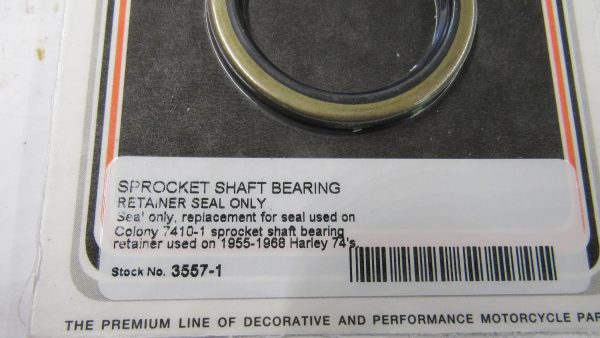 SPROCKET SHAFT BEARING
RETAINER SEAL ONLY
Seal only, replacement for seal used on
Colony 7410-1 sprocket shaft bearing
retainer used on 1955-1968 Harley 74's
Stock No. 3557-1
THE PREMIUM LINE OF DECORATIVE AND PERFORMANCE MOTORCYCLE PAR